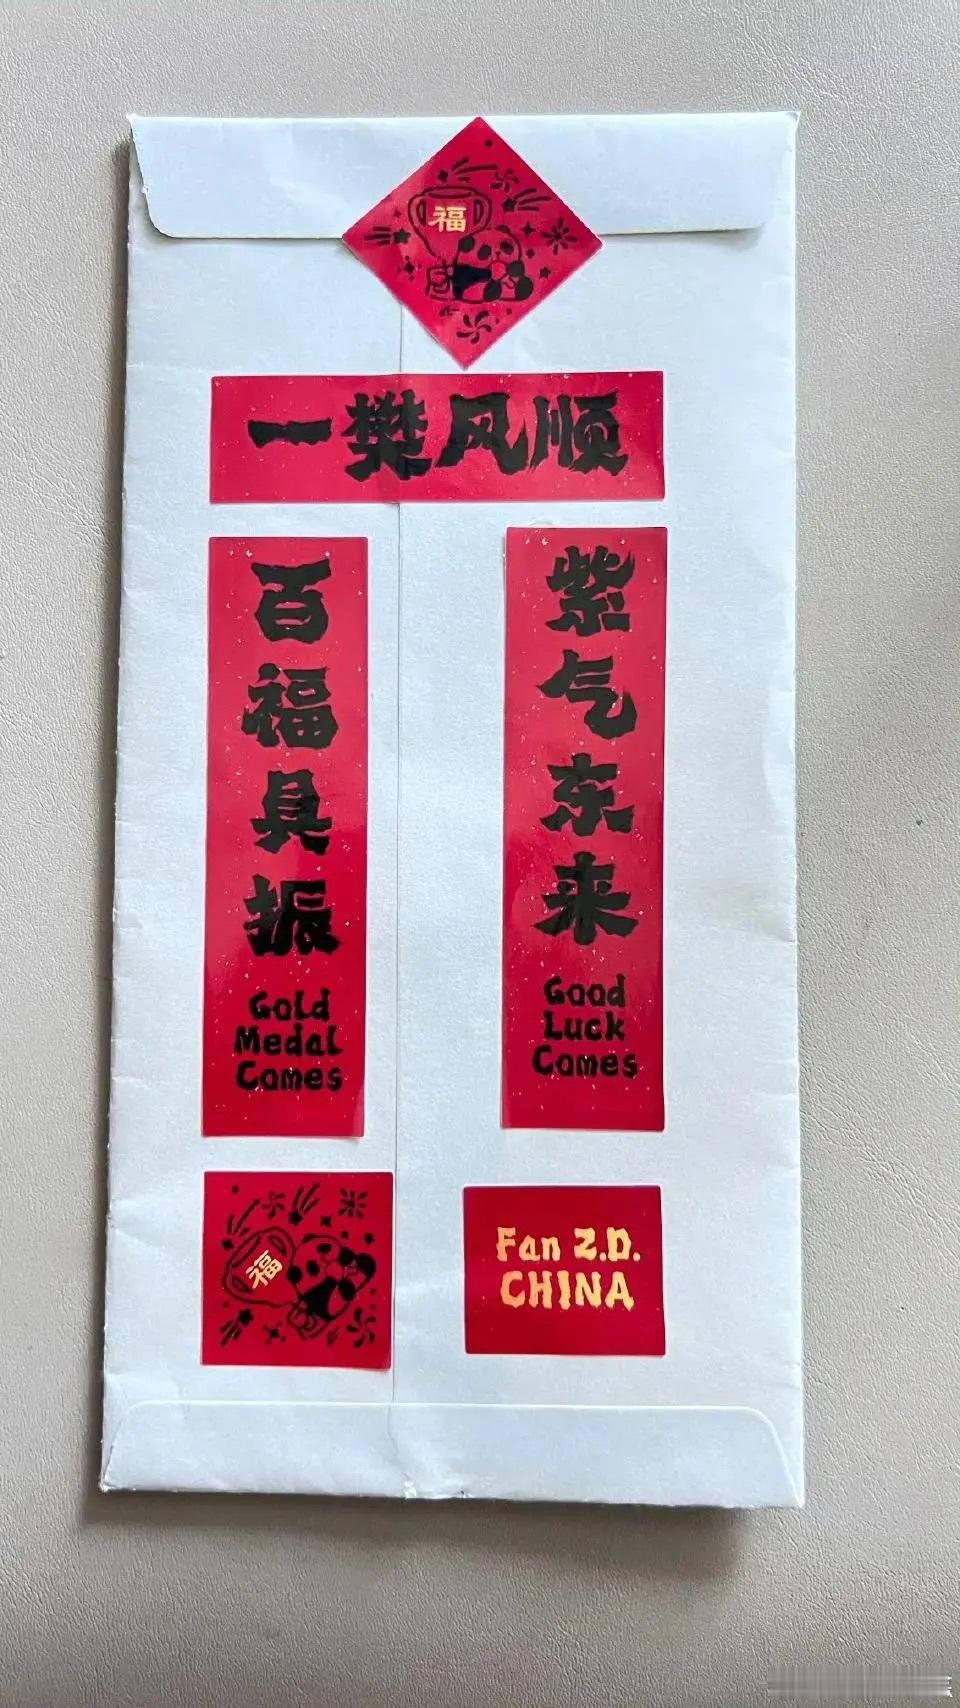 福
一樊风顺
百福具振
Gold
Medal
Comes
紫气东来
Good
Luck
Comes
福
Fan Z.D.
CHINA